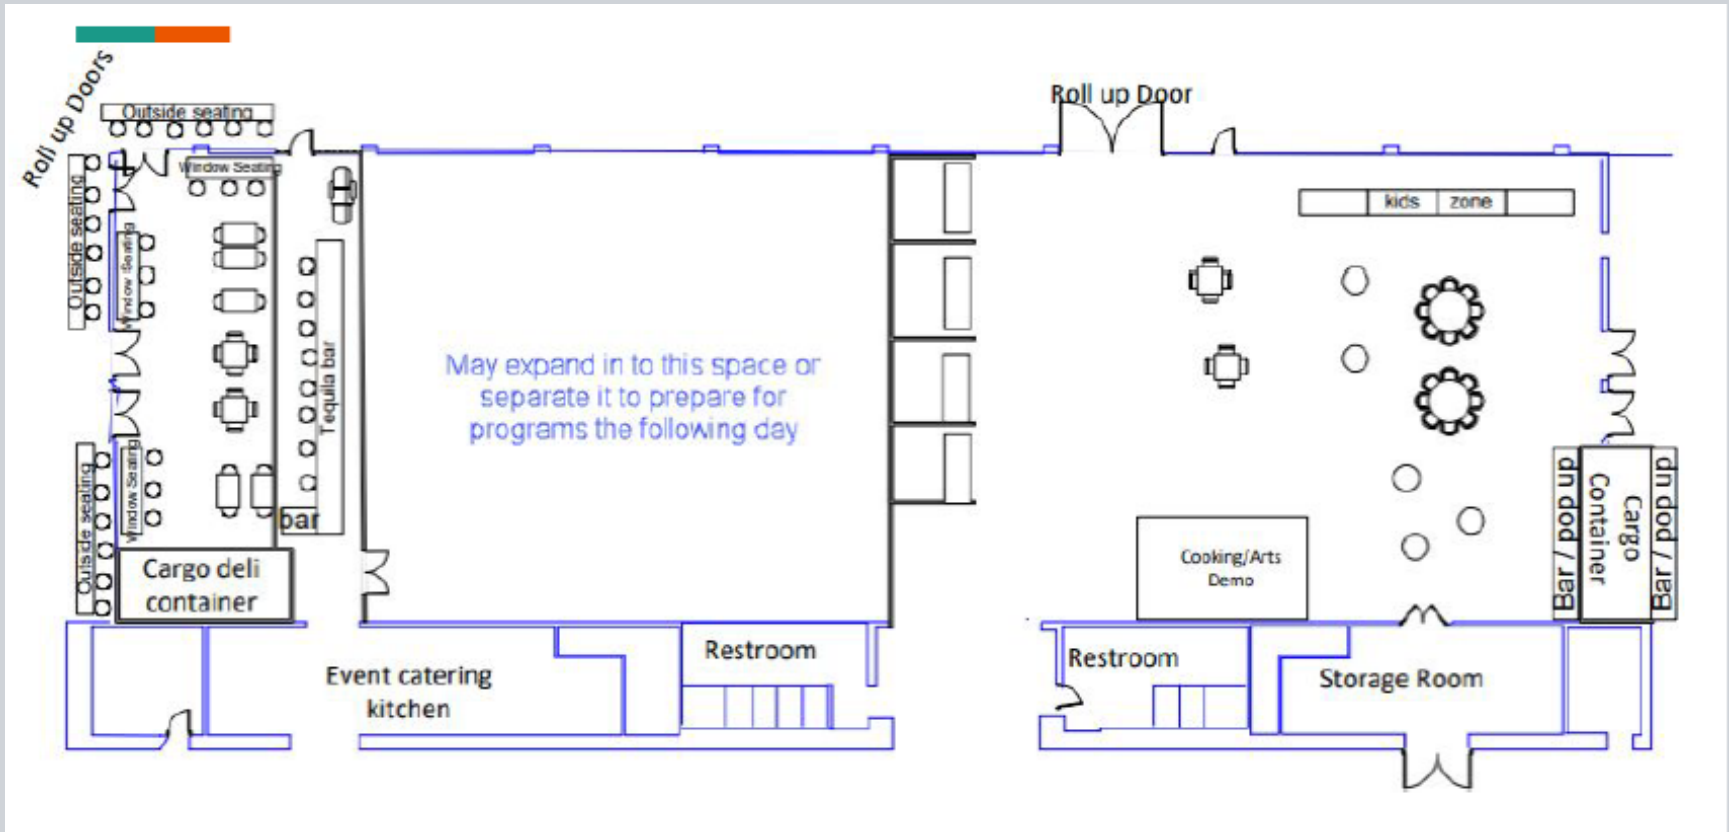 Roll up Doors
Outside seating
Roll up Door
Window Seating
Outside seating
Window Seating
kids zone
Tequila bar
May expand in to this space or
separate it to prepare for
programs the following day
Outside seating
Window Seating
bar
Bar / pop up
Cargo
Container
Bar / pop up
Cargo deli
container
Cooking/Arts
Demo
Event catering
kitchen
Restroom
Restroom
Storage Room